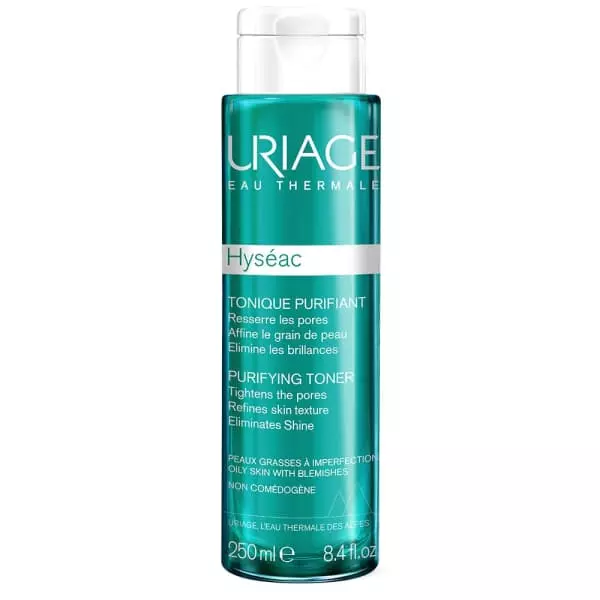 URIAGE
EAU THERMALE
Hyséac
TONIQUE PURIFIANT
Resserre les pores
Affine le grain de peau
Elimine les brillances
PURIFYING TONER
Tightens the pores
Refines skin texture
Eliminates Shine
PEAUX GRASSES À IMPERFECTION
OILY SKIN WITH BLEMISHES
NON COMÉDOGÈNE
URIAGE, L'EAU THERMALE DES ALPES
250 ml e 8.4 fl.oz